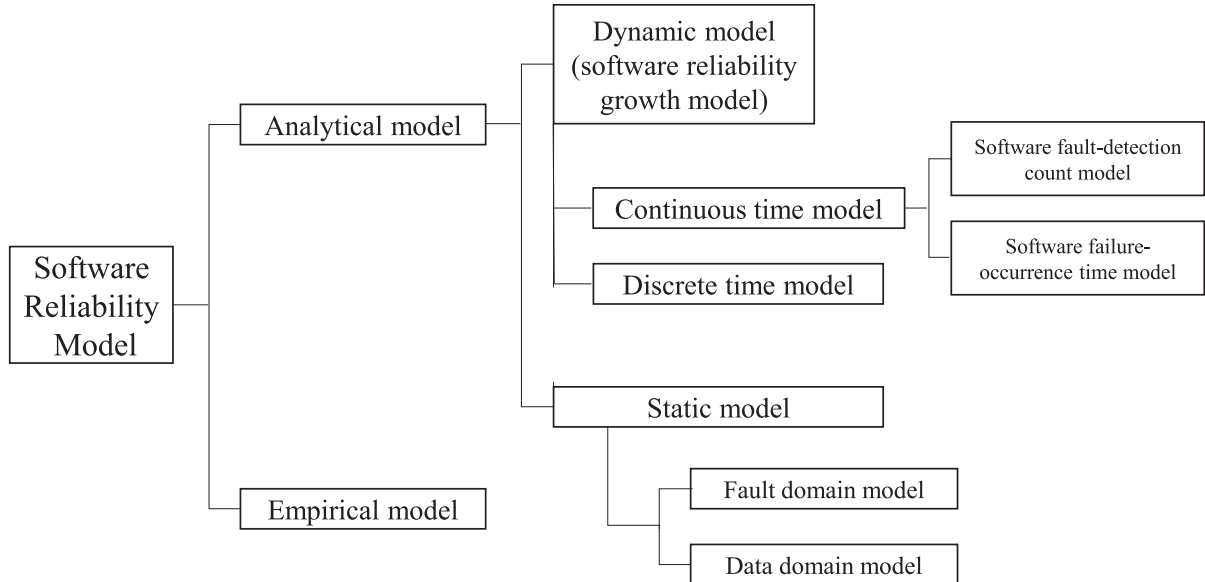 Software
Reliability
Model
Analytical model
Empirical model
Dynamic model
(software reliability
growth model)
Continuous time model
Software fault-detection
count model
Software failure-
occurrence time model
Discrete time model
Static model
Fault domain model
Data domain model